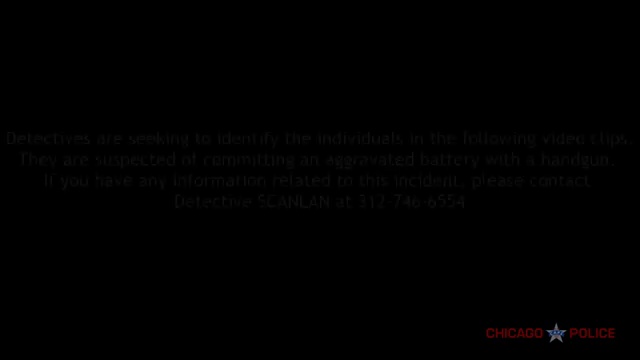 Detectives are seeking to identify the individuals in the following video clips.
They are suspected of committing an aggravated battery with a handgun.
If you have any information related to this incident, please contact
Detective SCANLAN at 312-746-6554
CHICAGO POLICE